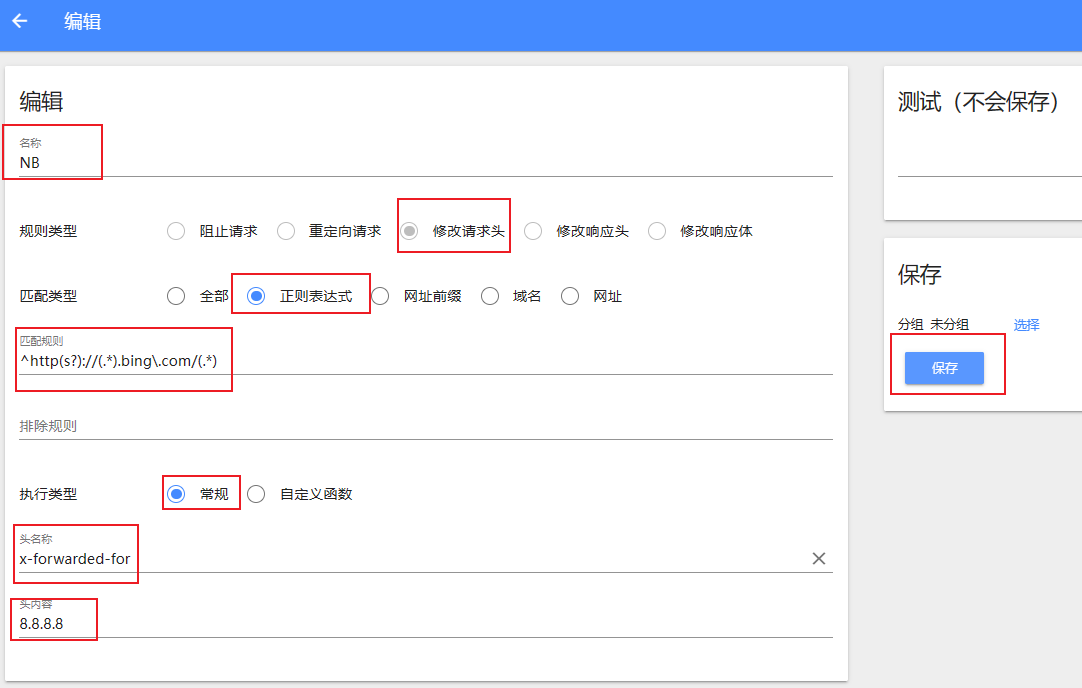 编辑
编辑
名称
NB
规则类型 阻止请求 重定向请求 修改请求头 修改响应头 修改响应体
匹配类型 全部 正则表达式 网址前缀 域名 网址
匹配规则
^http(s?)://(.*).bing\.com/(.*)
排除规则
执行类型 常规 自定义函数
头名称
x-forwarded-for
头内容
8.8.8.8
测试（不会保存）
保存
分组 未分组 选择
保存